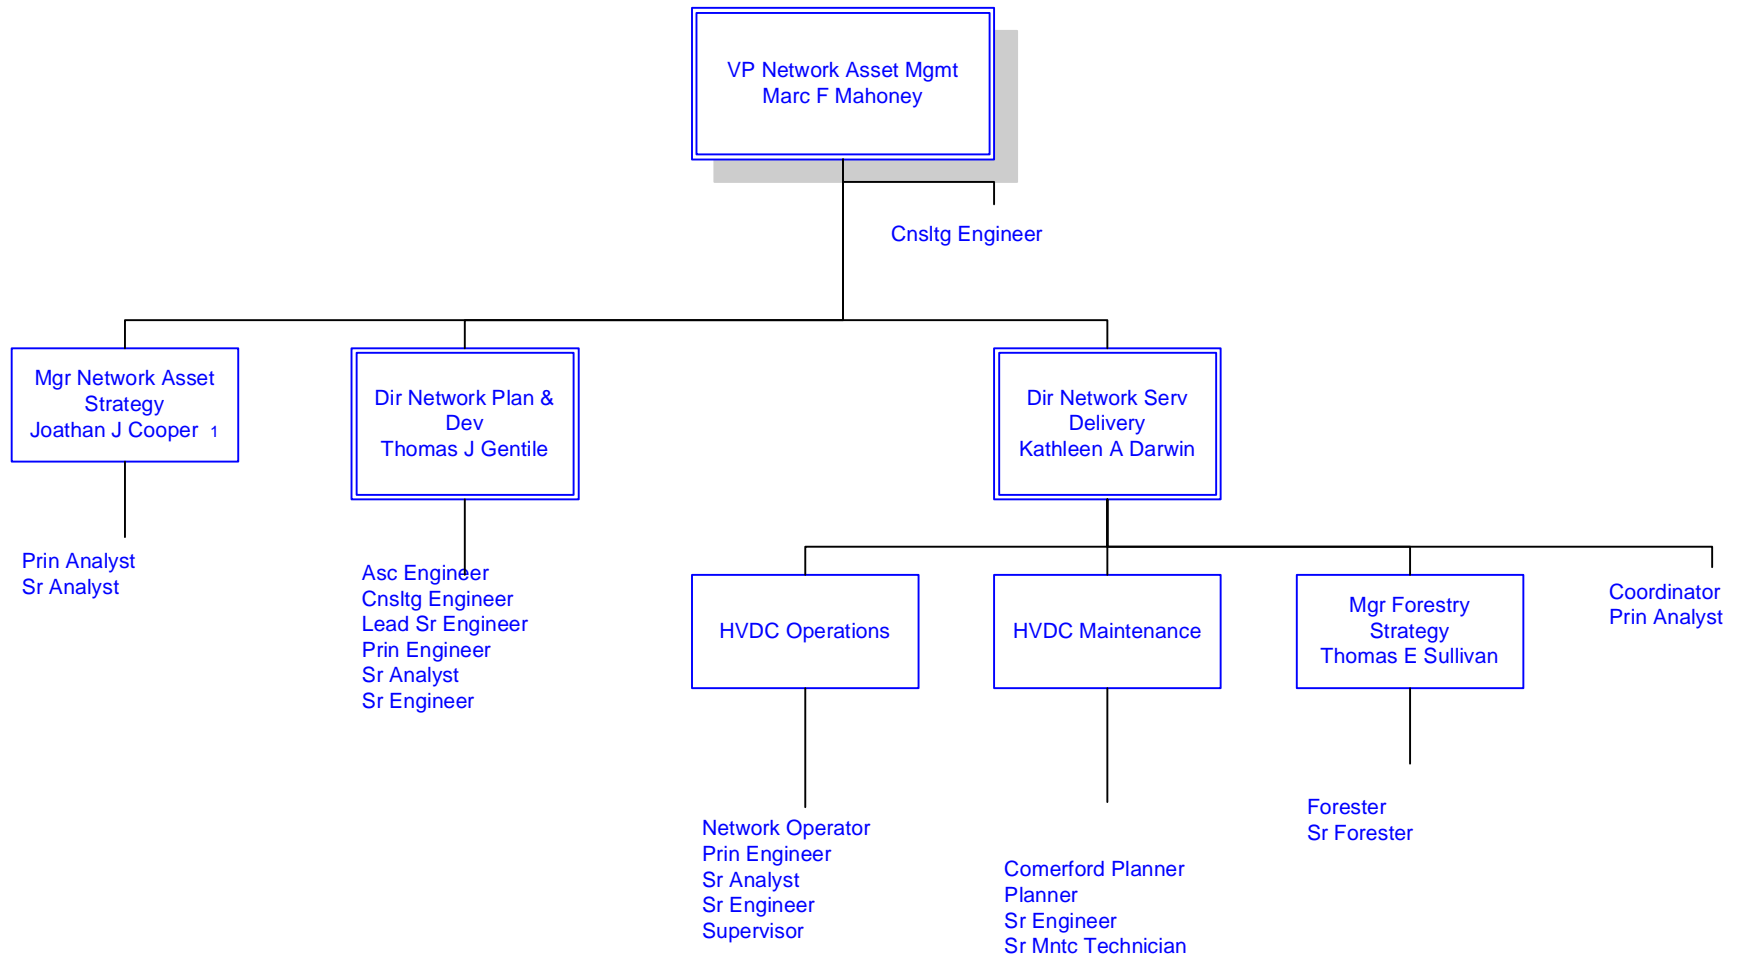 VP Network Asset Mgmt
Marc F Mahoney
Cnsltg Engineer
Mgr Network Asset
Strategy
Joathan J Cooper 1
Dir Network Plan &
Dev
Thomas J Gentile
Dir Network Serv
Delivery
Kathleen A Darwin
Prin Analyst
Sr Analyst
Asc Engineer
Cnsltg Engineer
Lead Sr Engineer
Prin Engineer
Sr Analyst
Sr Engineer
HVDC Operations
HVDC Maintenance
Mgr Forestry
Strategy
Thomas E Sullivan
Coordinator
Prin Analyst
Network Operator
Prin Engineer
Sr Analyst
Sr Engineer
Supervisor
Comerford Planner
Planner
Sr Engineer
Sr Mntc Technician
Forester
Sr Forester